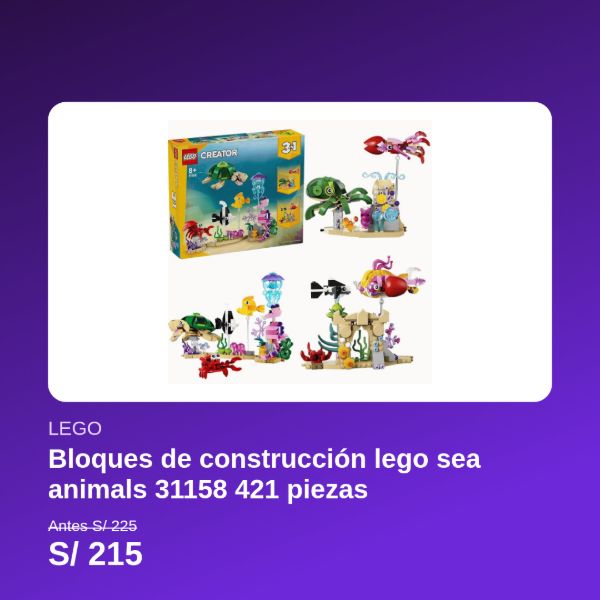 LEGO CREATOR
3in1
8+
LEGO
Bloques de construcción lego sea
animals 31158 421 piezas
Antes S/ 225
S/ 215